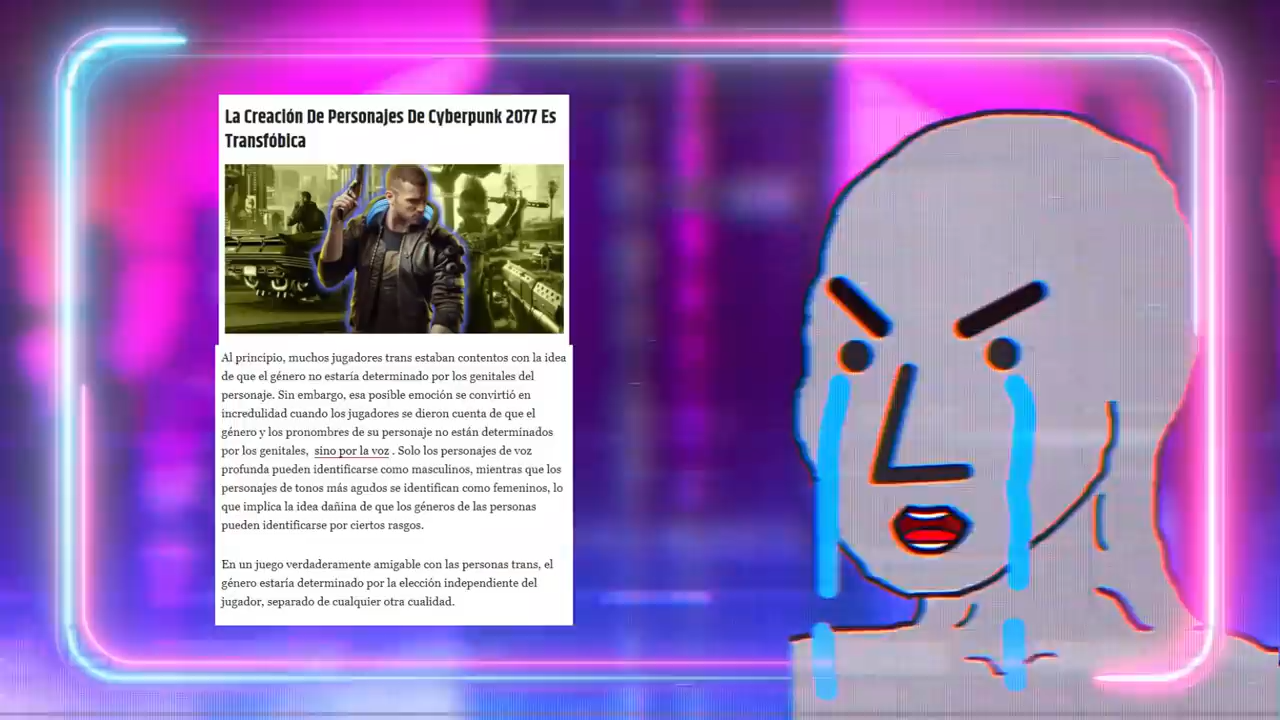 La Creación De Personajes De Cyberpunk 2077 Es
Transfóbica
Al principio, muchos jugadores trans estaban contentos con la idea
de que el género no estaría determinado por los genitales del
personaje. Sin embargo, esa posible emoción se convirtió en
incredulidad cuando los jugadores se dieron cuenta de que el
género y los pronombres de su personaje no están determinados
por los genitales, sino por la voz . Solo los personajes de voz
profunda pueden identificarse como masculinos, mientras que los
personajes de tonos más agudos se identifican como femeninos, lo
que implica la idea dañina de que los géneros de las personas
pueden identificarse por ciertos rasgos.
En un juego verdaderamente amigable con las personas trans, el
género estaría determinado por la elección independiente del
jugador, separado de cualquier otra cualidad.